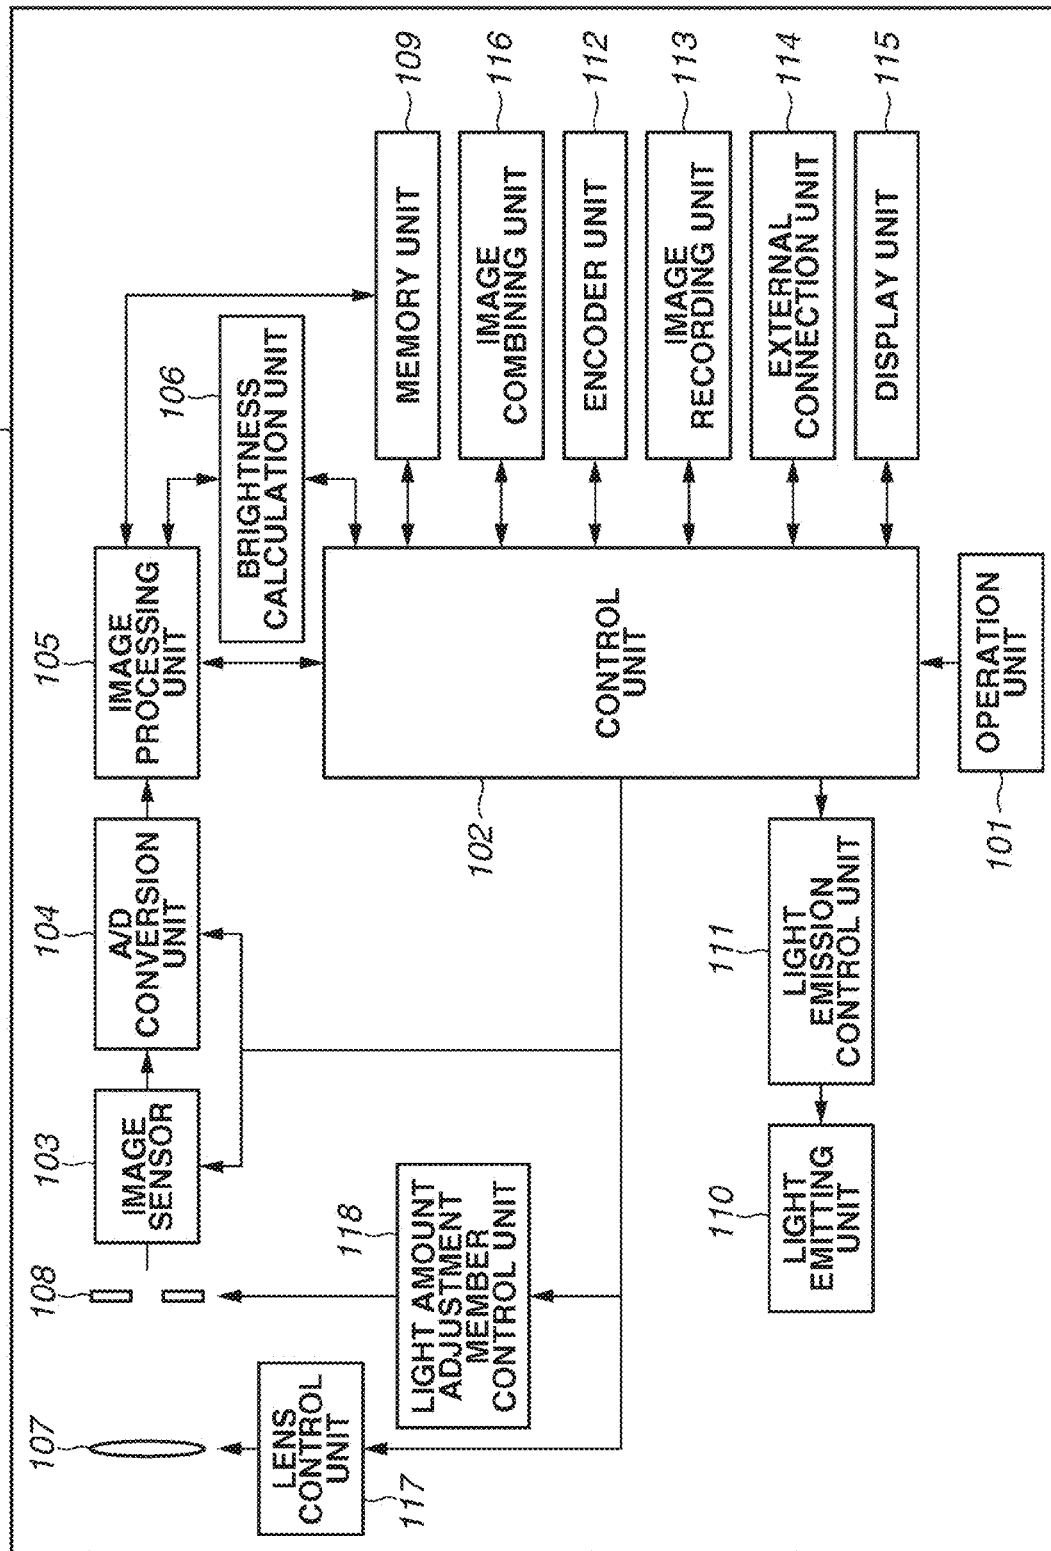 107
108
103
IMAGE
SENSOR
104
A/D
CONVERSION
UNIT
105
IMAGE
PROCESSING
UNIT
106
BRIGHTNESS
CALCULATION UNIT
109
MEMORY UNIT
116
IMAGE
COMBINING UNIT
112
ENCODER UNIT
113
IMAGE
RECORDING UNIT
114
EXTERNAL
CONNECTION UNIT
115
DISPLAY UNIT
LENS
CONTROL
UNIT
117
118
LIGHT AMOUNT
ADJUSTMENT
MEMBER
CONTROL UNIT
102
CONTROL
UNIT
110
LIGHT
EMITTING
UNIT
111
LIGHT
EMISSION
CONTROL UNIT
101
OPERATION
UNIT